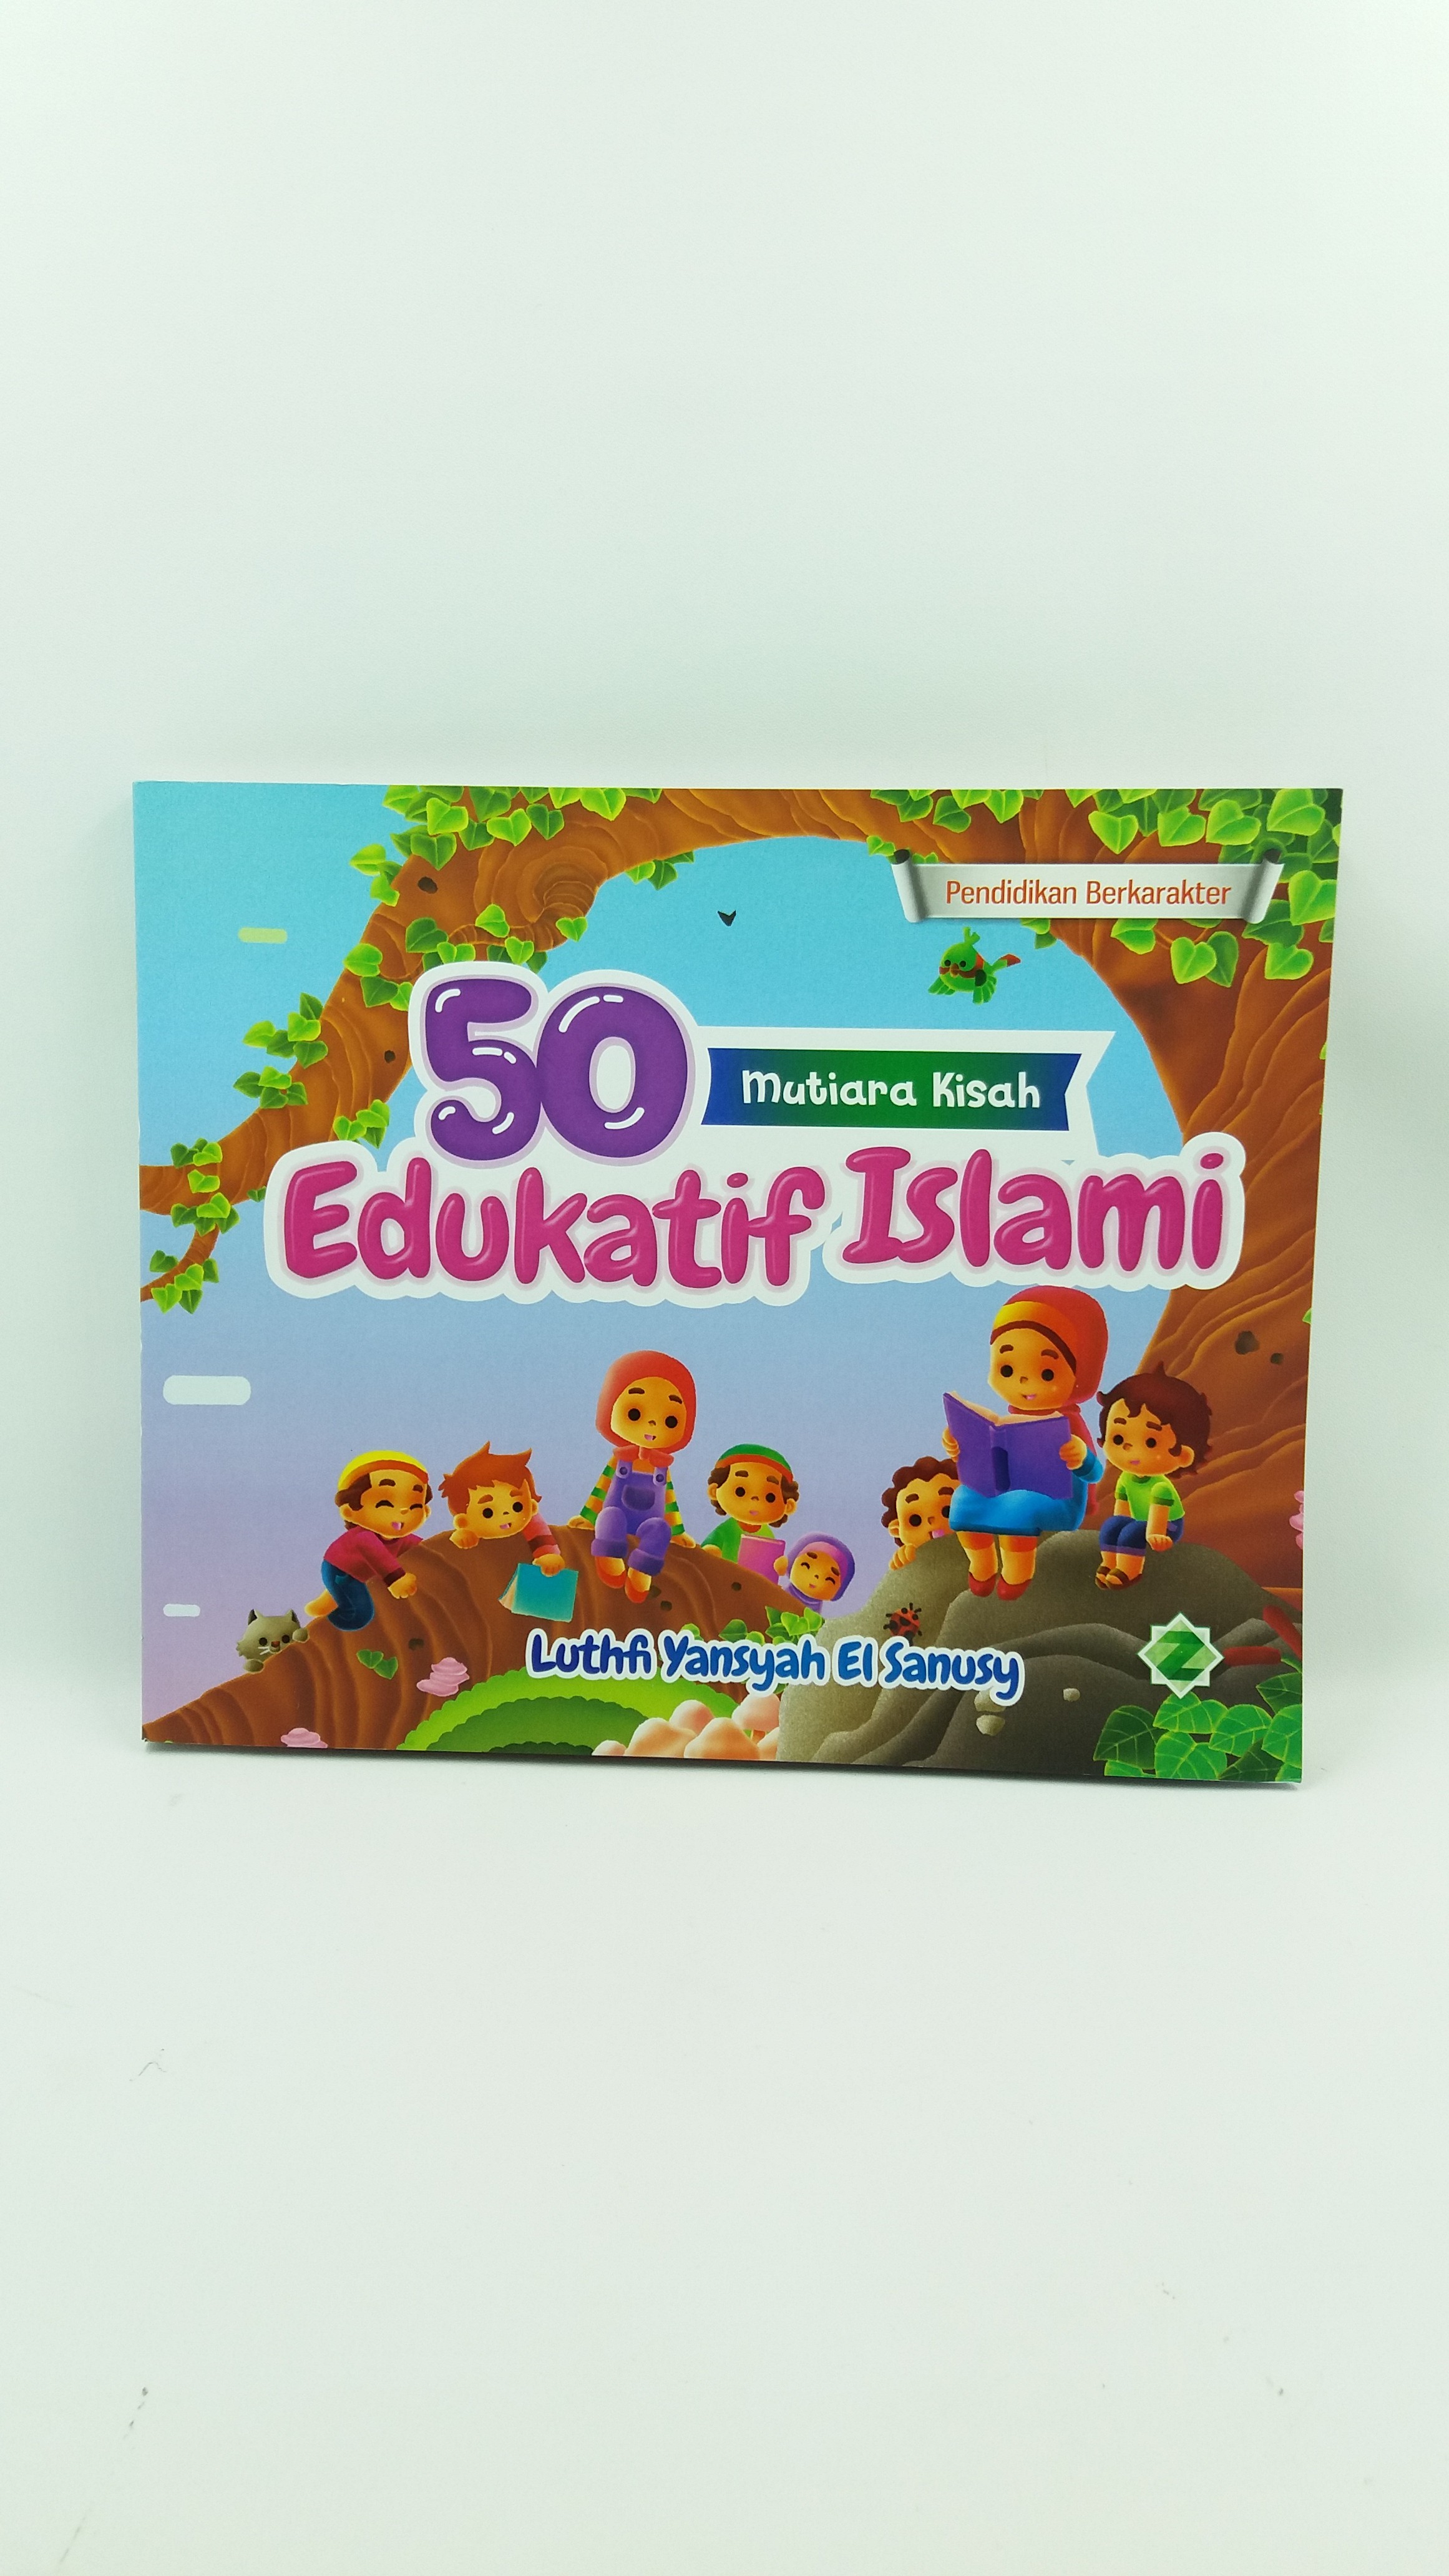 Pendidikan Berkarakter
50
Mutiara Kisah
Edukatif Islami
Luthfi Yansyah El Sanusy